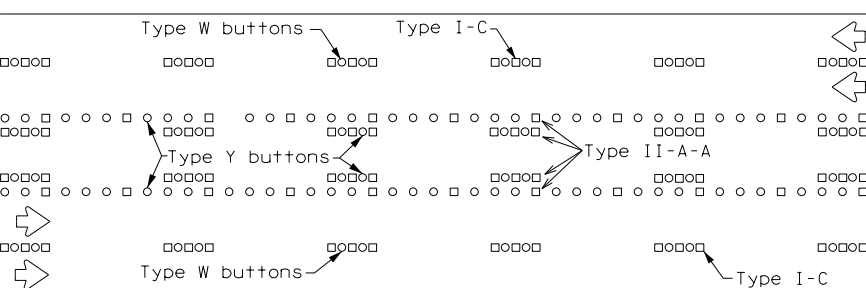 Type W buttons
Type I-C
Type Y buttons
Type II-A-A
Type W buttons
Type I-C